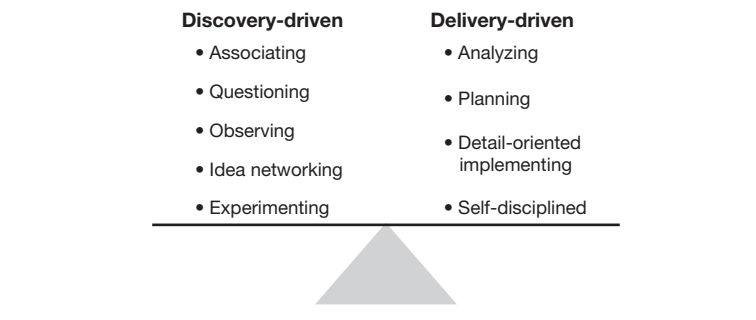 Discovery-driven
• Associating
• Questioning
• Observing
• Idea networking
• Experimenting
Delivery-driven
• Analyzing
• Planning
• Detail-oriented
implementing
• Self-disciplined